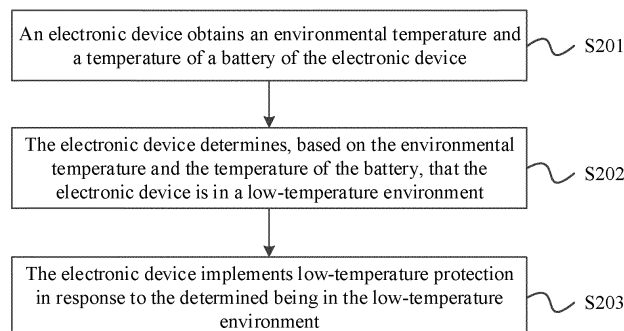 An electronic device obtains an environmental temperature and
a temperature of a battery of the electronic device
S201
The electronic device determines, based on the environmental
temperature and the temperature of the battery, that the
electronic device is in a low-temperature environment
S202
The electronic device implements low-temperature protection
in response to the determined being in the low-temperature
environment
S203